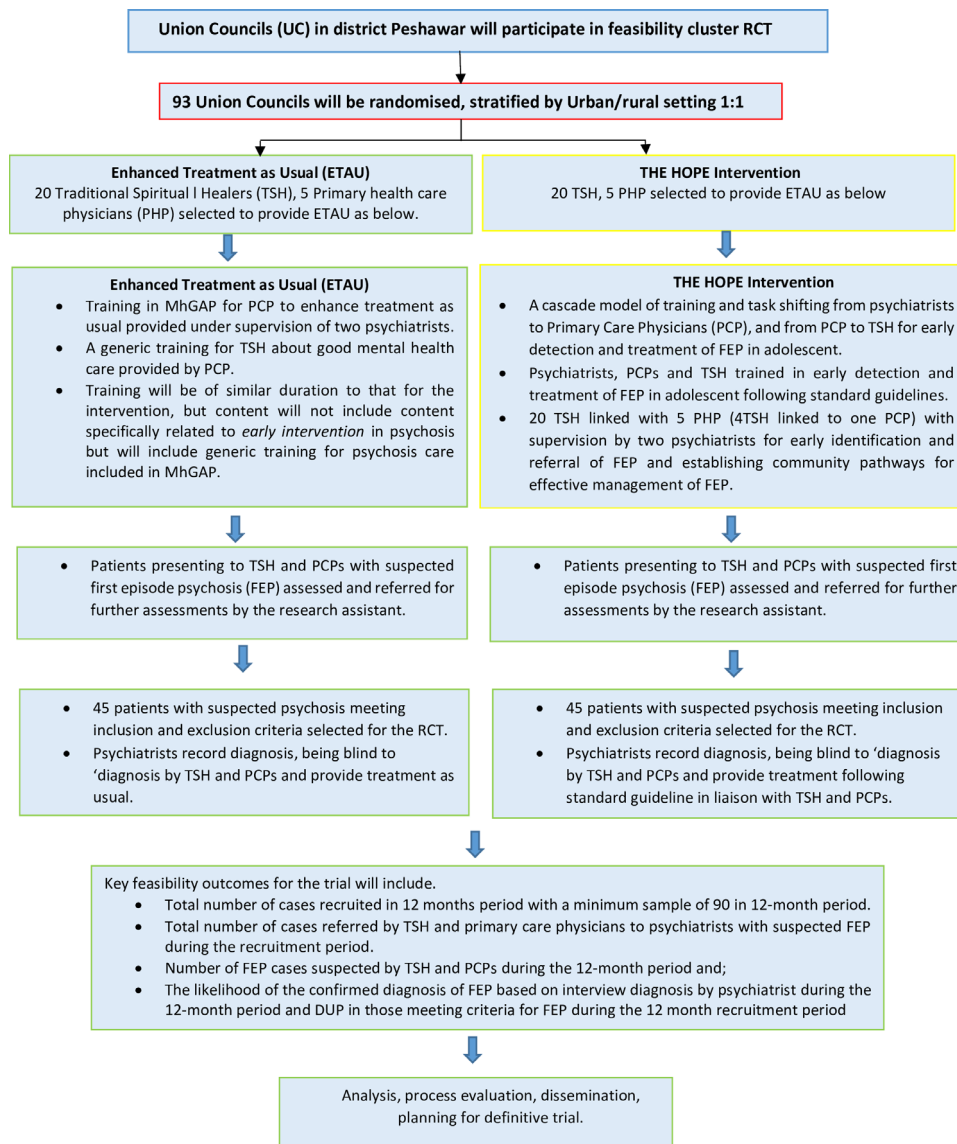 Union Councils (UC) in district Peshawar will participate in feasibility cluster RCT
93 Union Councils will be randomised, stratified by Urban/rural setting 1:1
Enhanced Treatment as Usual (ETAU)
20 Traditional Spiritual l Healers (TSH), 5 Primary health care
physicians (PHP) selected to provide ETAU as below.
THE HOPE Intervention
20 TSH, 5 PHP selected to provide ETAU as below
Enhanced Treatment as Usual (ETAU)
• Training in MhGAP for PCP to enhance treatment as
usual provided under supervision of two psychiatrists.
• A generic training for TSH about good mental health
care provided by PCP.
• Training will be of similar duration to that for the
intervention, but content will not include content
specifically related to early intervention in psychosis
but will include generic training for psychosis care
included in MhGAP.
THE HOPE Intervention
• A cascade model of training and task shifting from psychiatrists
to Primary Care Physicians (PCP), and from PCP to TSH for early
detection and treatment of FEP in adolescent.
• Psychiatrists, PCPs and TSH trained in early detection and
treatment of FEP in adolescent following standard guidelines.
• 20 TSH linked with 5 PHP (4TSH linked to one PCP) with
supervision by two psychiatrists for early identification and
referral of FEP and establishing community pathways for
effective management of FEP.
• Patients presenting to TSH and PCPs with suspected
first episode psychosis (FEP) assessed and referred for
further assessments by the research assistant.
• Patients presenting to TSH and PCPs with suspected first
episode psychosis (FEP) assessed and referred for further
assessments by the research assistant.
• 45 patients with suspected psychosis meeting
inclusion and exclusion criteria selected for the RCT.
• Psychiatrists record diagnosis, being blind to
‘diagnosis by TSH and PCPs and provide treatment as
usual.
• 45 patients with suspected psychosis meeting inclusion
and exclusion criteria selected for the RCT.
• Psychiatrists record diagnosis, being blind to ‘diagnosis
by TSH and PCPs and provide treatment following
standard guideline in liaison with TSH and PCPs.
Key feasibility outcomes for the trial will include.
• Total number of cases recruited in 12 months period with a minimum sample of 90 in 12-month period.
• Total number of cases referred by TSH and primary care physicians to psychiatrists with suspected FEP
during the recruitment period.
• Number of FEP cases suspected by TSH and PCPs during the 12-month period and;
• The likelihood of the confirmed diagnosis of FEP based on interview diagnosis by psychiatrist during the
12-month period and DUP in those meeting criteria for FEP during the 12 month recruitment period
Analysis, process evaluation, dissemination,
planning for definitive trial.